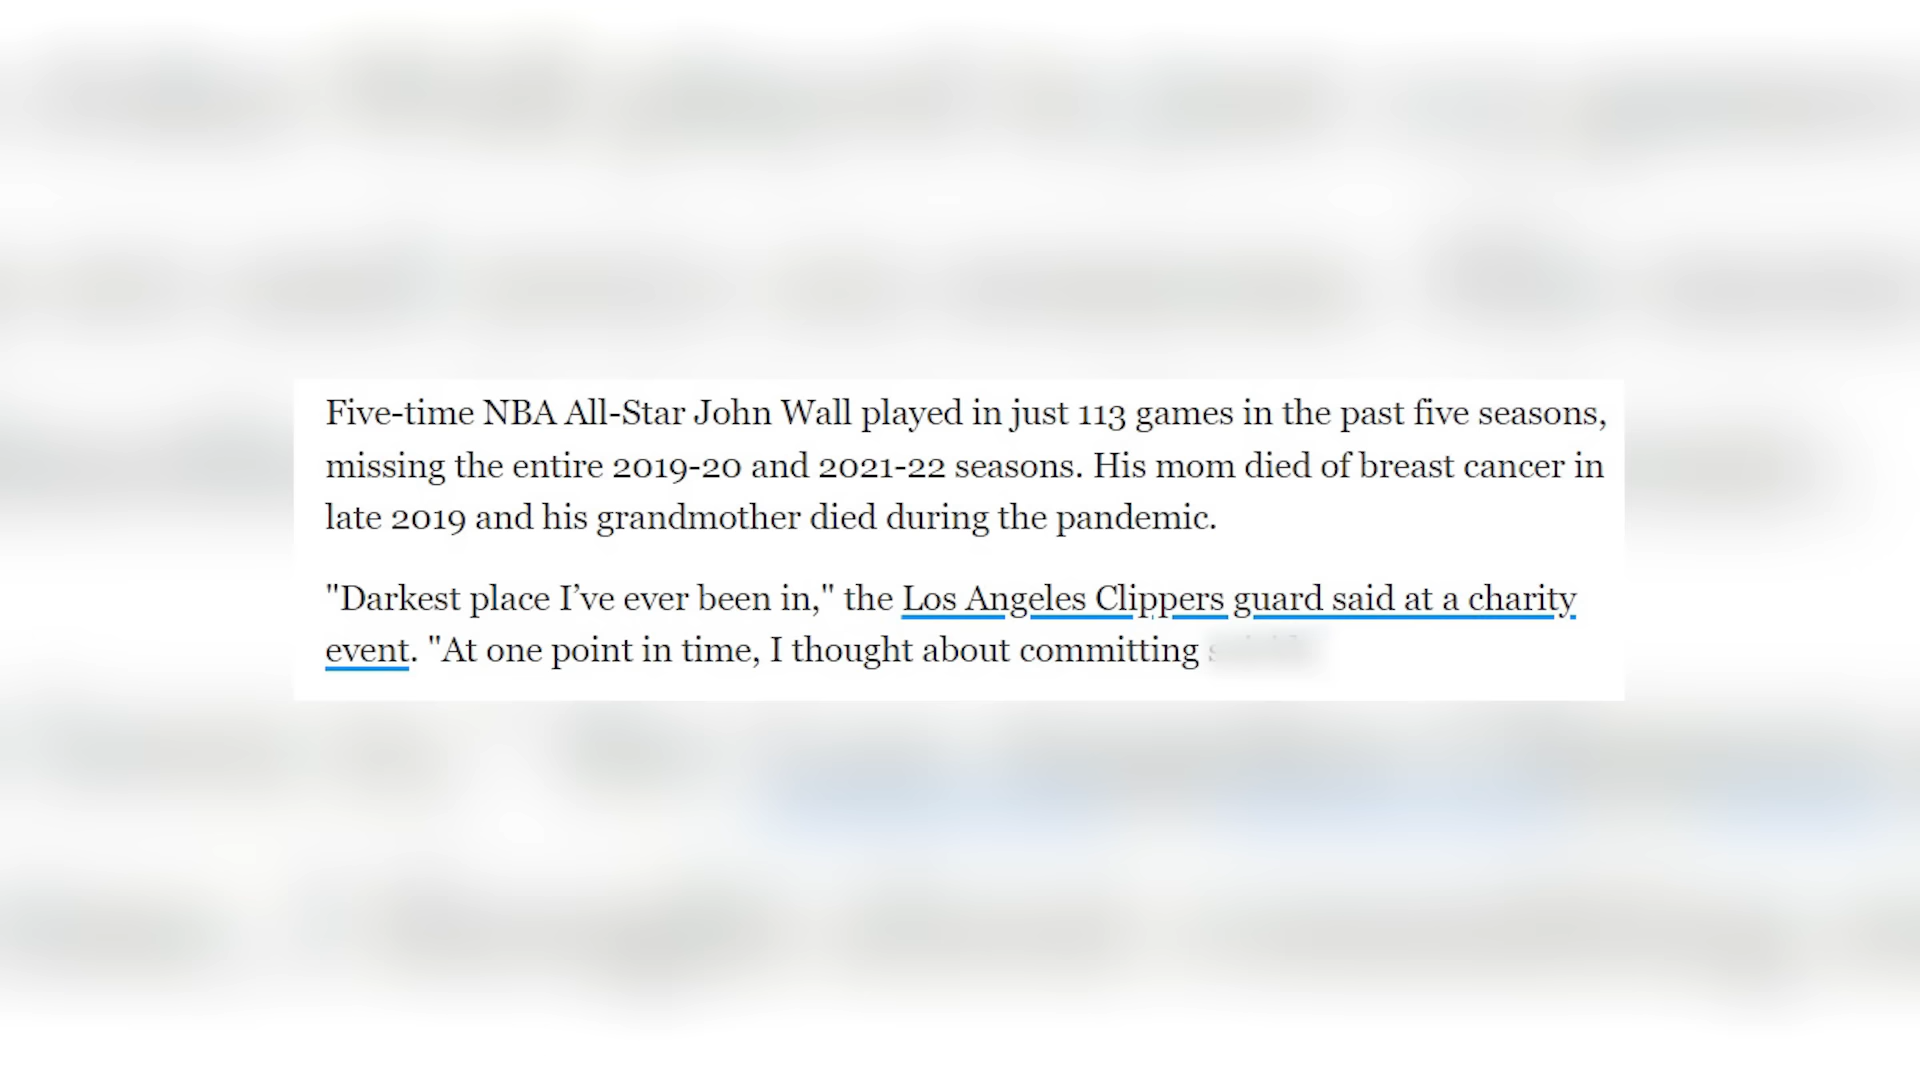 Five-time NBA All-Star John Wall played in just 113 games in the past five seasons,
missing the entire 2019-20 and 2021-22 seasons. His mom died of breast cancer in
late 2019 and his grandmother died during the pandemic.
"Darkest place I’ve ever been in," the Los Angeles Clippers guard said at a charity
event. "At one point in time, I thought about committing